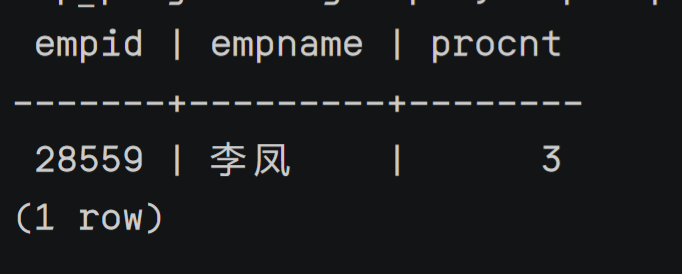 empid | empname | procnt
-------+---------+--------
28559 | 李凤 | 3
(1 row)